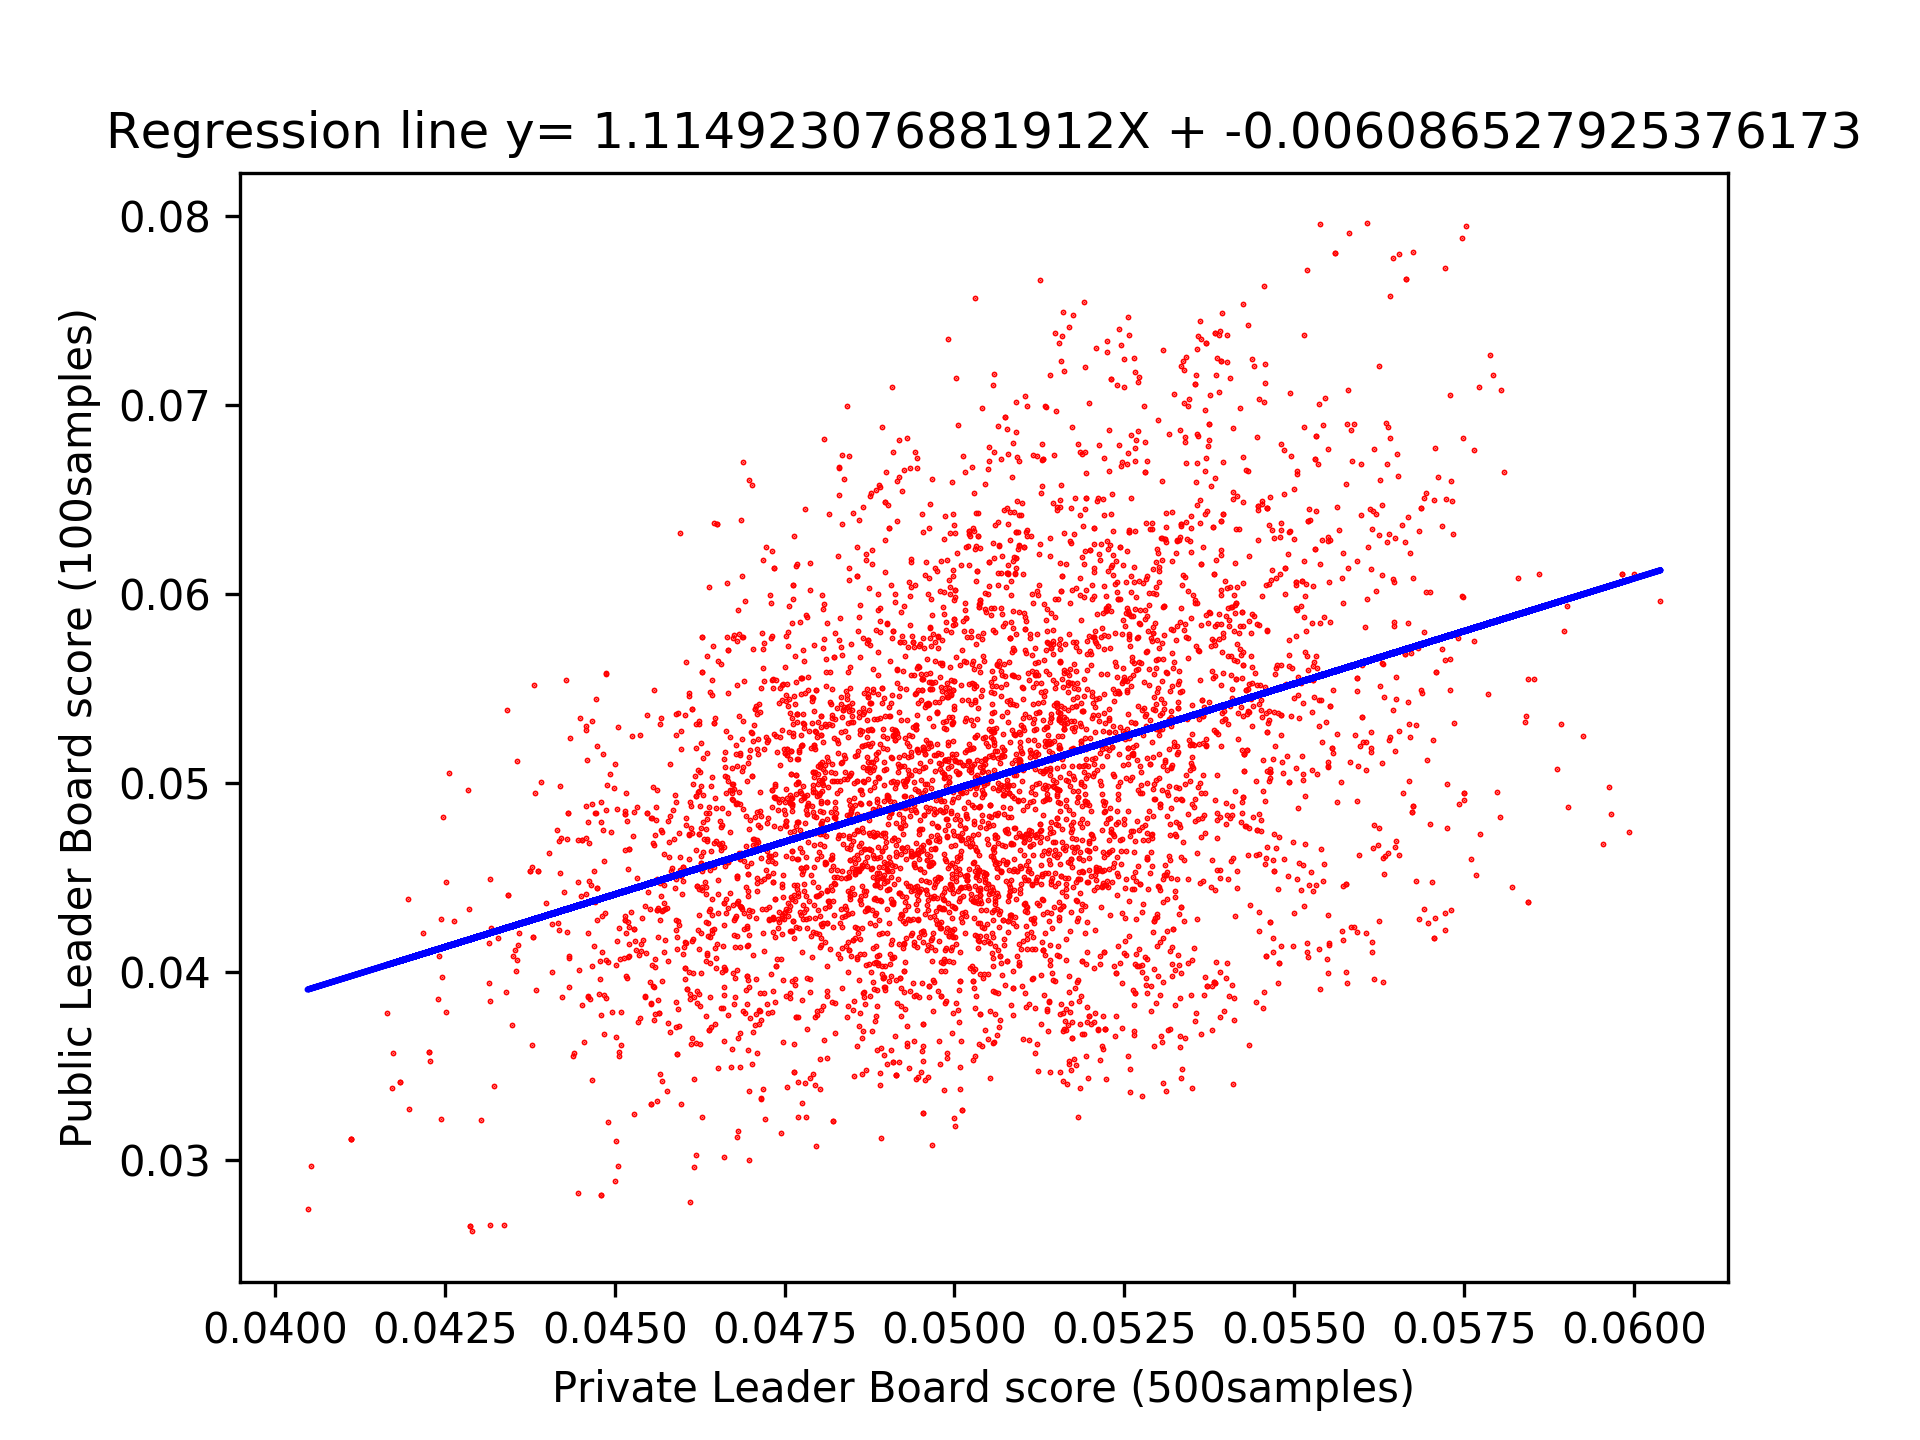 Regression line y= 1.114923076881912X + -0.006086527925376173
0.08
0.07
0.06
0.05
0.04
0.03
Public Leader Board score (100samples)
0.0400 0.0425 0.0450 0.0475 0.0500 0.0525 0.0550 0.0575 0.0600
Private Leader Board score (500samples)